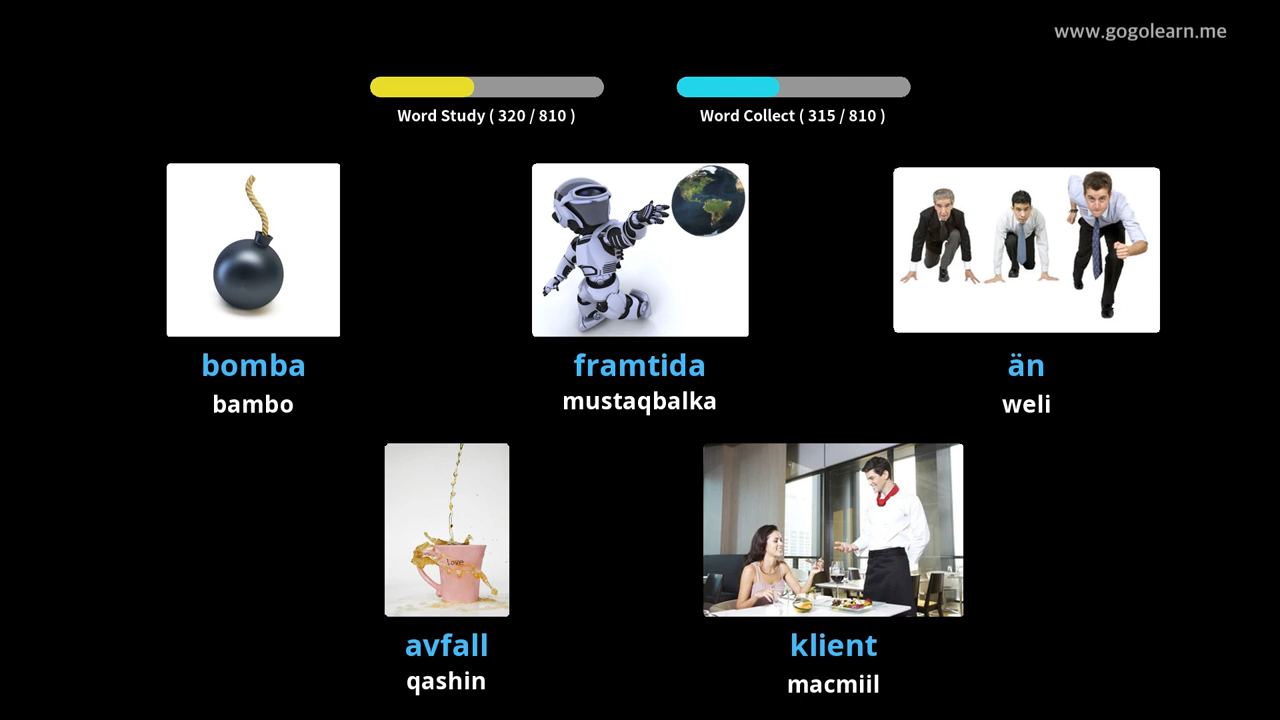 www.gogolearn.me
Word Study ( 320 / 810 )
Word Collect ( 315 / 810 )
bomba
bambo
framtida
mustaqbalka
än
weli
Love
avfall
qashin
klient
macmiil